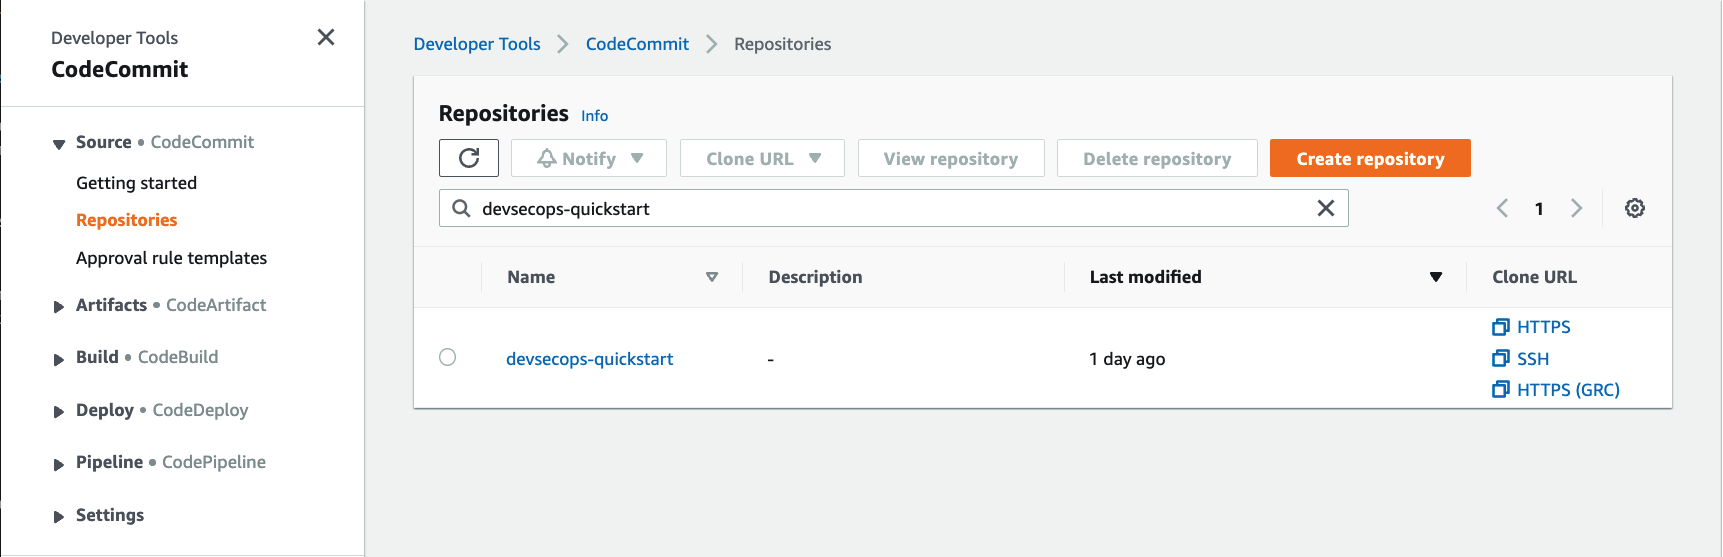 Developer Tools
CodeCommit
Source • CodeCommit
Getting started
Repositories
Approval rule templates
Artifacts • CodeArtifact
Build • CodeBuild
Deploy • CodeDeploy
Pipeline • CodePipeline
Settings
Developer Tools > CodeCommit > Repositories
Repositories Info
Notify Clone URL View repository Delete repository Create repository
devsecops-quickstart 1
Name Description Last modified Clone URL
devsecops-quickstart - 1 day ago
HTTPS
SSH
HTTPS (GRC)